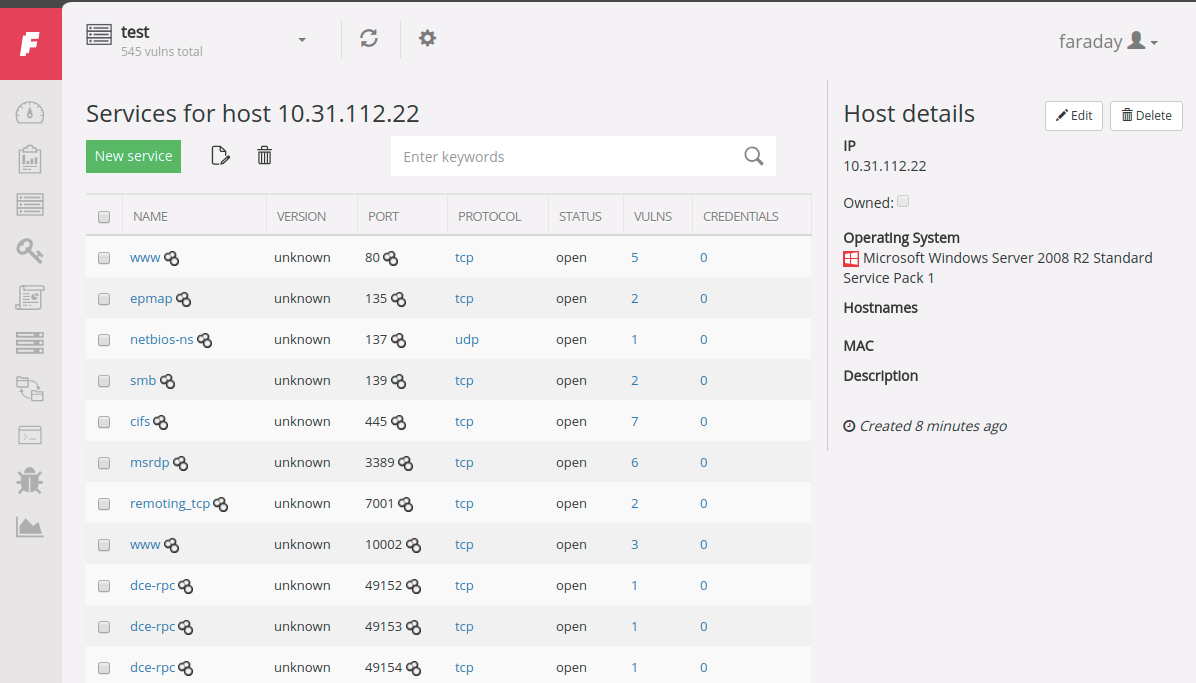 test
545 vulns total
faraday
Services for host 10.31.112.22
New service
Enter keywords
NAME VERSION PORT PROTOCOL STATUS VULNS CREDENTIALS
www unknown 80 tcp open 5 0
epmap unknown 135 tcp open 2 0
netbios-ns unknown 137 udp open 1 0
smb unknown 139 tcp open 2 0
cifs unknown 445 tcp open 7 0
msrdp unknown 3389 tcp open 6 0
remoting_tcp unknown 7001 tcp open 2 0
www unknown 10002 tcp open 3 0
dce-rpc unknown 49152 tcp open 1 0
dce-rpc unknown 49153 tcp open 1 0
dce-rpc unknown 49154 tcp open 1 0
Host details
Edit
Delete
IP
10.31.112.22
Owned:
Operating System
Microsoft Windows Server 2008 R2 Standard
Service Pack 1
Hostnames
MAC
Description
Created 8 minutes ago